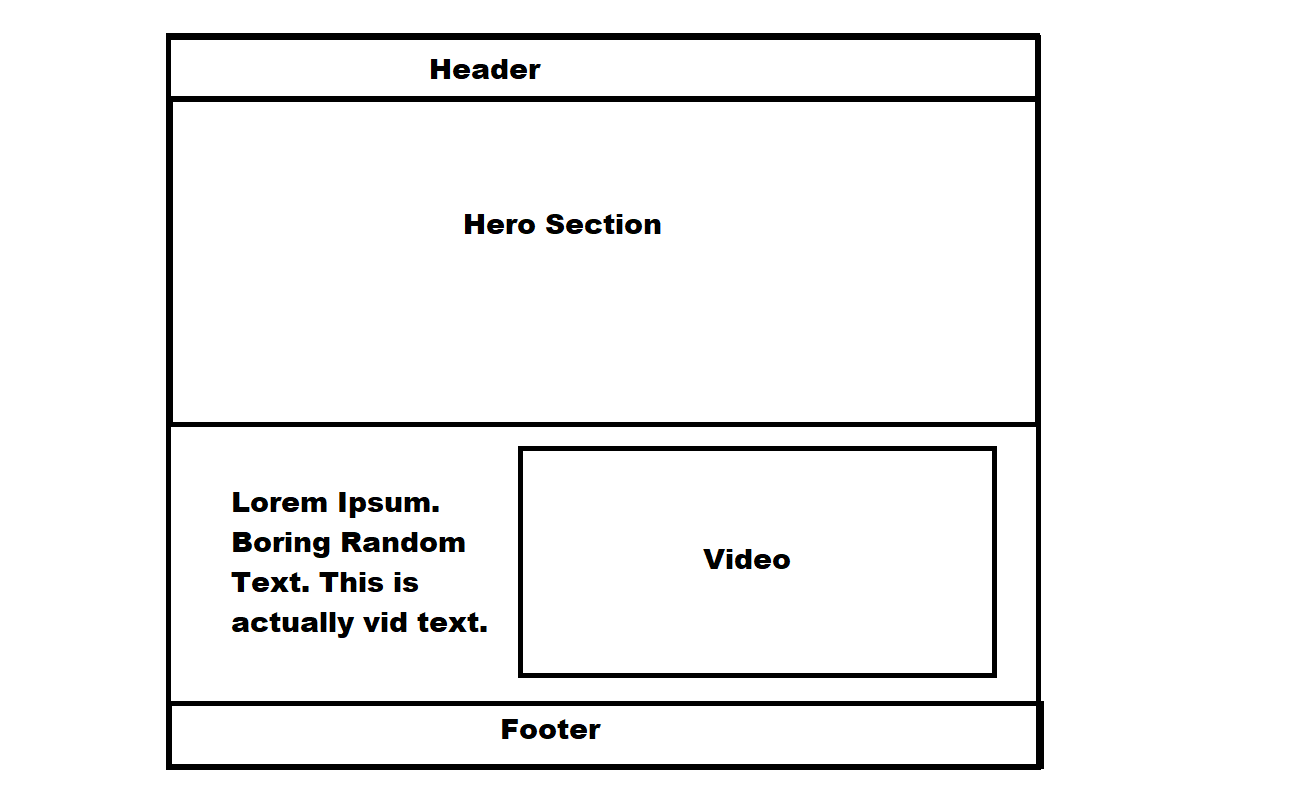 Header
Hero Section
Lorem Ipsum.
Boring Random
Text. This is
actually vid text.
Video
Footer